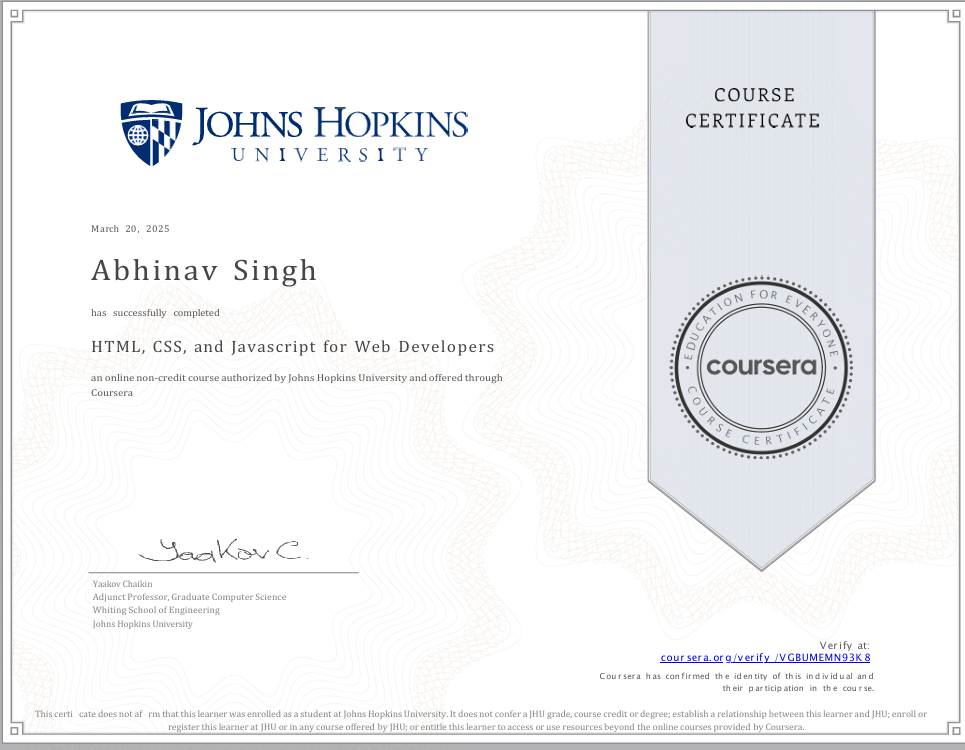 JOHNS HOPKINS
UNIVERSITY
COURSE
CERTIFICATE
March 20, 2025
Abhinav Singh
has successfully completed
HTML, CSS, and Javascript for Web Developers
an online non-credit course authorized by Johns Hopkins University and offered through
Coursera
EDUCATION FOR EVERYONE
coursera
COURSE CERTIFICATE
Yaakov C.
Yaakov Chaikin
Adjunct Professor, Graduate Computer Science
Whiting School of Engineering
Johns Hopkins University
Verify at:
coursera.org/verify/VGBUMEMN93K8
Coursera has confirmed the identity of this individual and
their participation in the course.
This certi cate does not af rm that this learner was enrolled as a student at Johns Hopkins University. It does not confer a JHU grade, course credit or degree; establish a relationship between this learner and JHU; enroll or
register this learner at JHU or in any course offered by JHU; or entitle this learner to access or use resources beyond the online courses provided by Coursera.